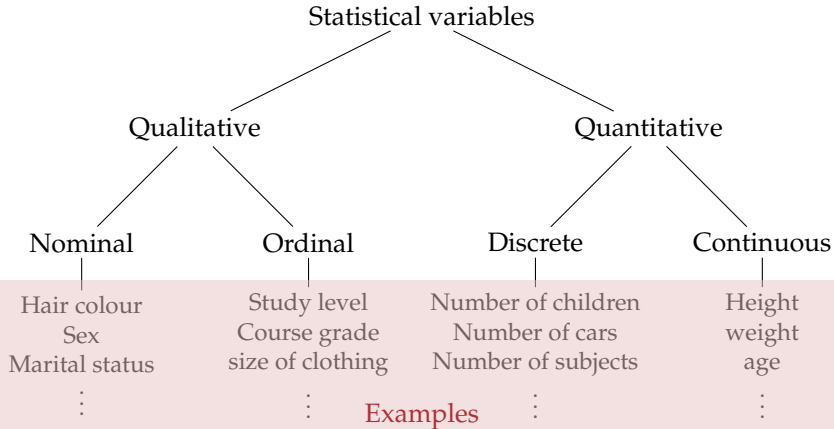 Statistical variables
Qualitative Quantitative
Nominal Ordinal Discrete Continuous
Hair colour Study level Number of children Height
Sex Course grade Number of cars weight
Marital status size of clothing Number of subjects age
⋮ ⋮ ⋮ ⋮
Examples